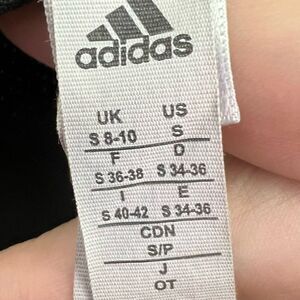 adidas
UK US
S 8-10 S
F D
S 36-38 S 34-36
I E
S 40-42 S 34-36
CDN
S/P
J
OT